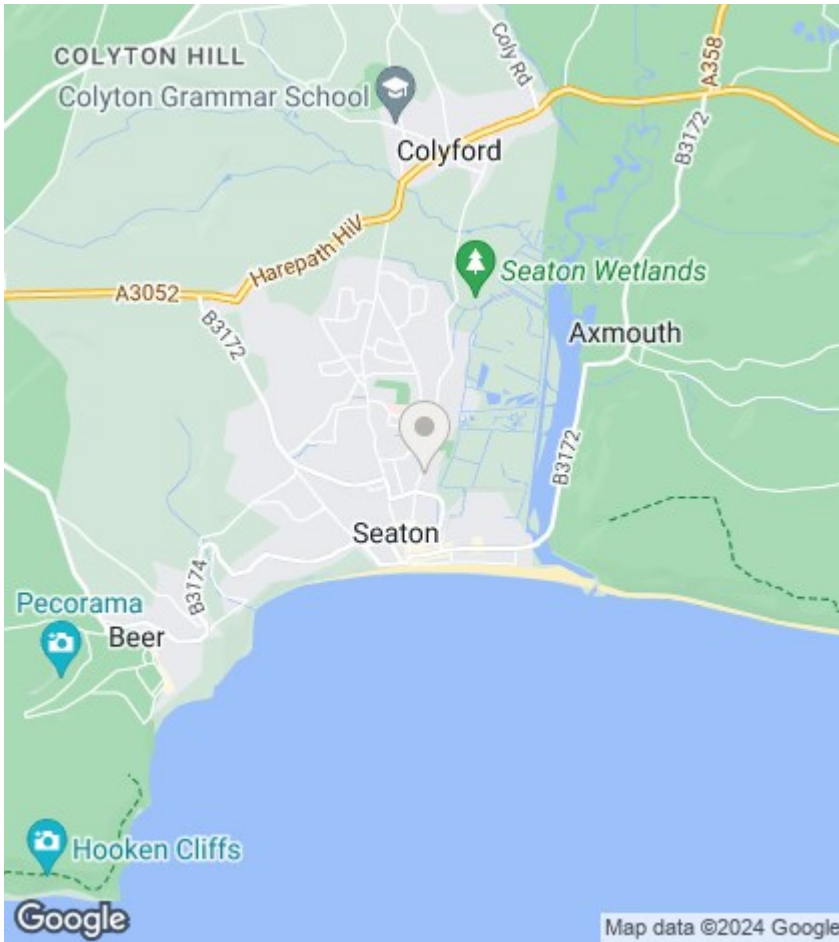 COLYTON HILL
Colyton Grammar School
Coly Rd
A358
B3172
Colyford
Harepath Hill
Seaton Wetlands
A3052
B3172
Axmouth
B3172
Seaton
B3174
Pecorama
Beer
Hooken Cliffs
Google
Map data ©2024 Google